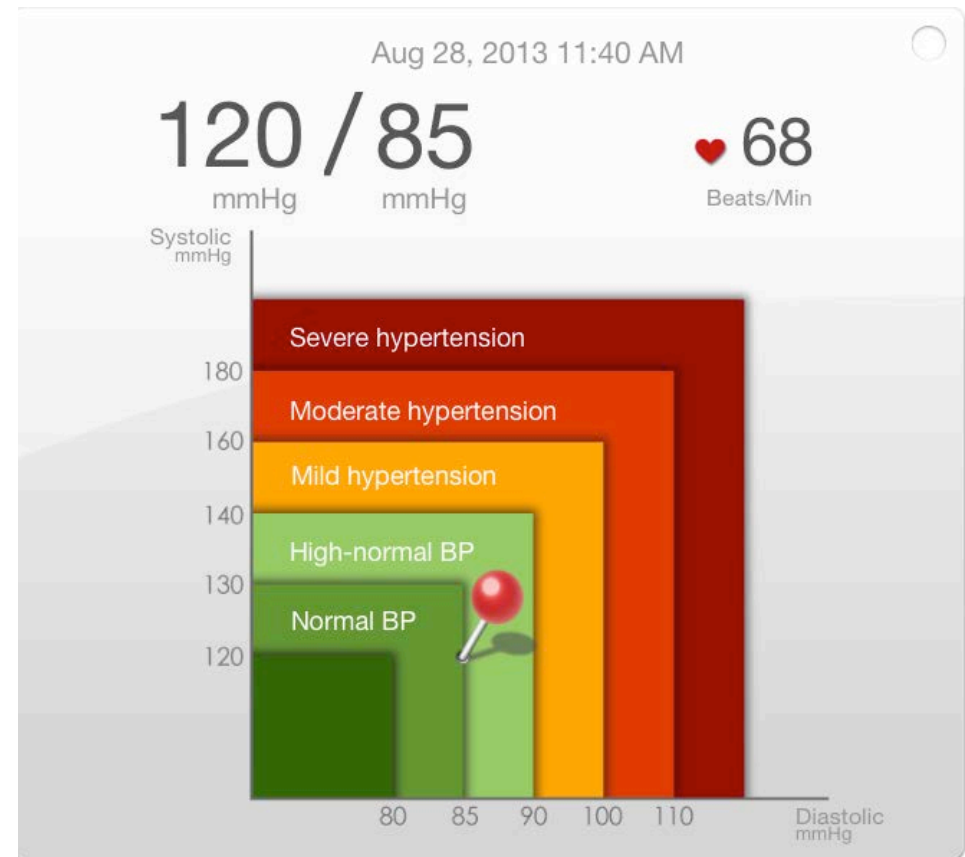 Aug 28, 2013 11:40 AM
120 / 85
68
mmHg
mmHg
Beats/Min
Systolic
mmHg
Severe hypertension
180
Moderate hypertension
160
Mild hypertension
140
High-normal BP
130
Normal BP
120
80 85 90 100 110
Diastolic
mmHg